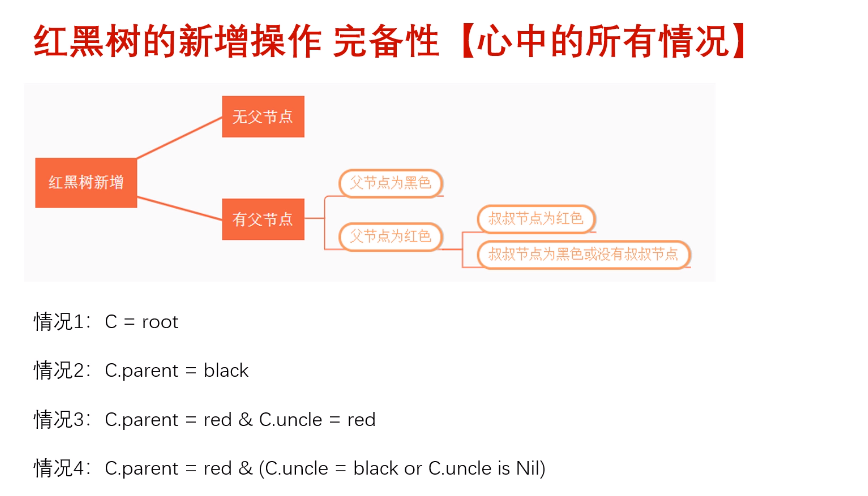 红黑树的新增操作 完备性【心中的所有情况】
无父节点
红黑树新增
父节点为黑色
有父节点
叔叔节点为红色
父节点为红色
叔叔节点为黑色或没有叔叔节点
情况1：C = root
情况2：C.parent = black
情况3：C.parent = red & C.uncle = red
情况4：C.parent = red & (C.uncle = black or C.uncle is Nil)